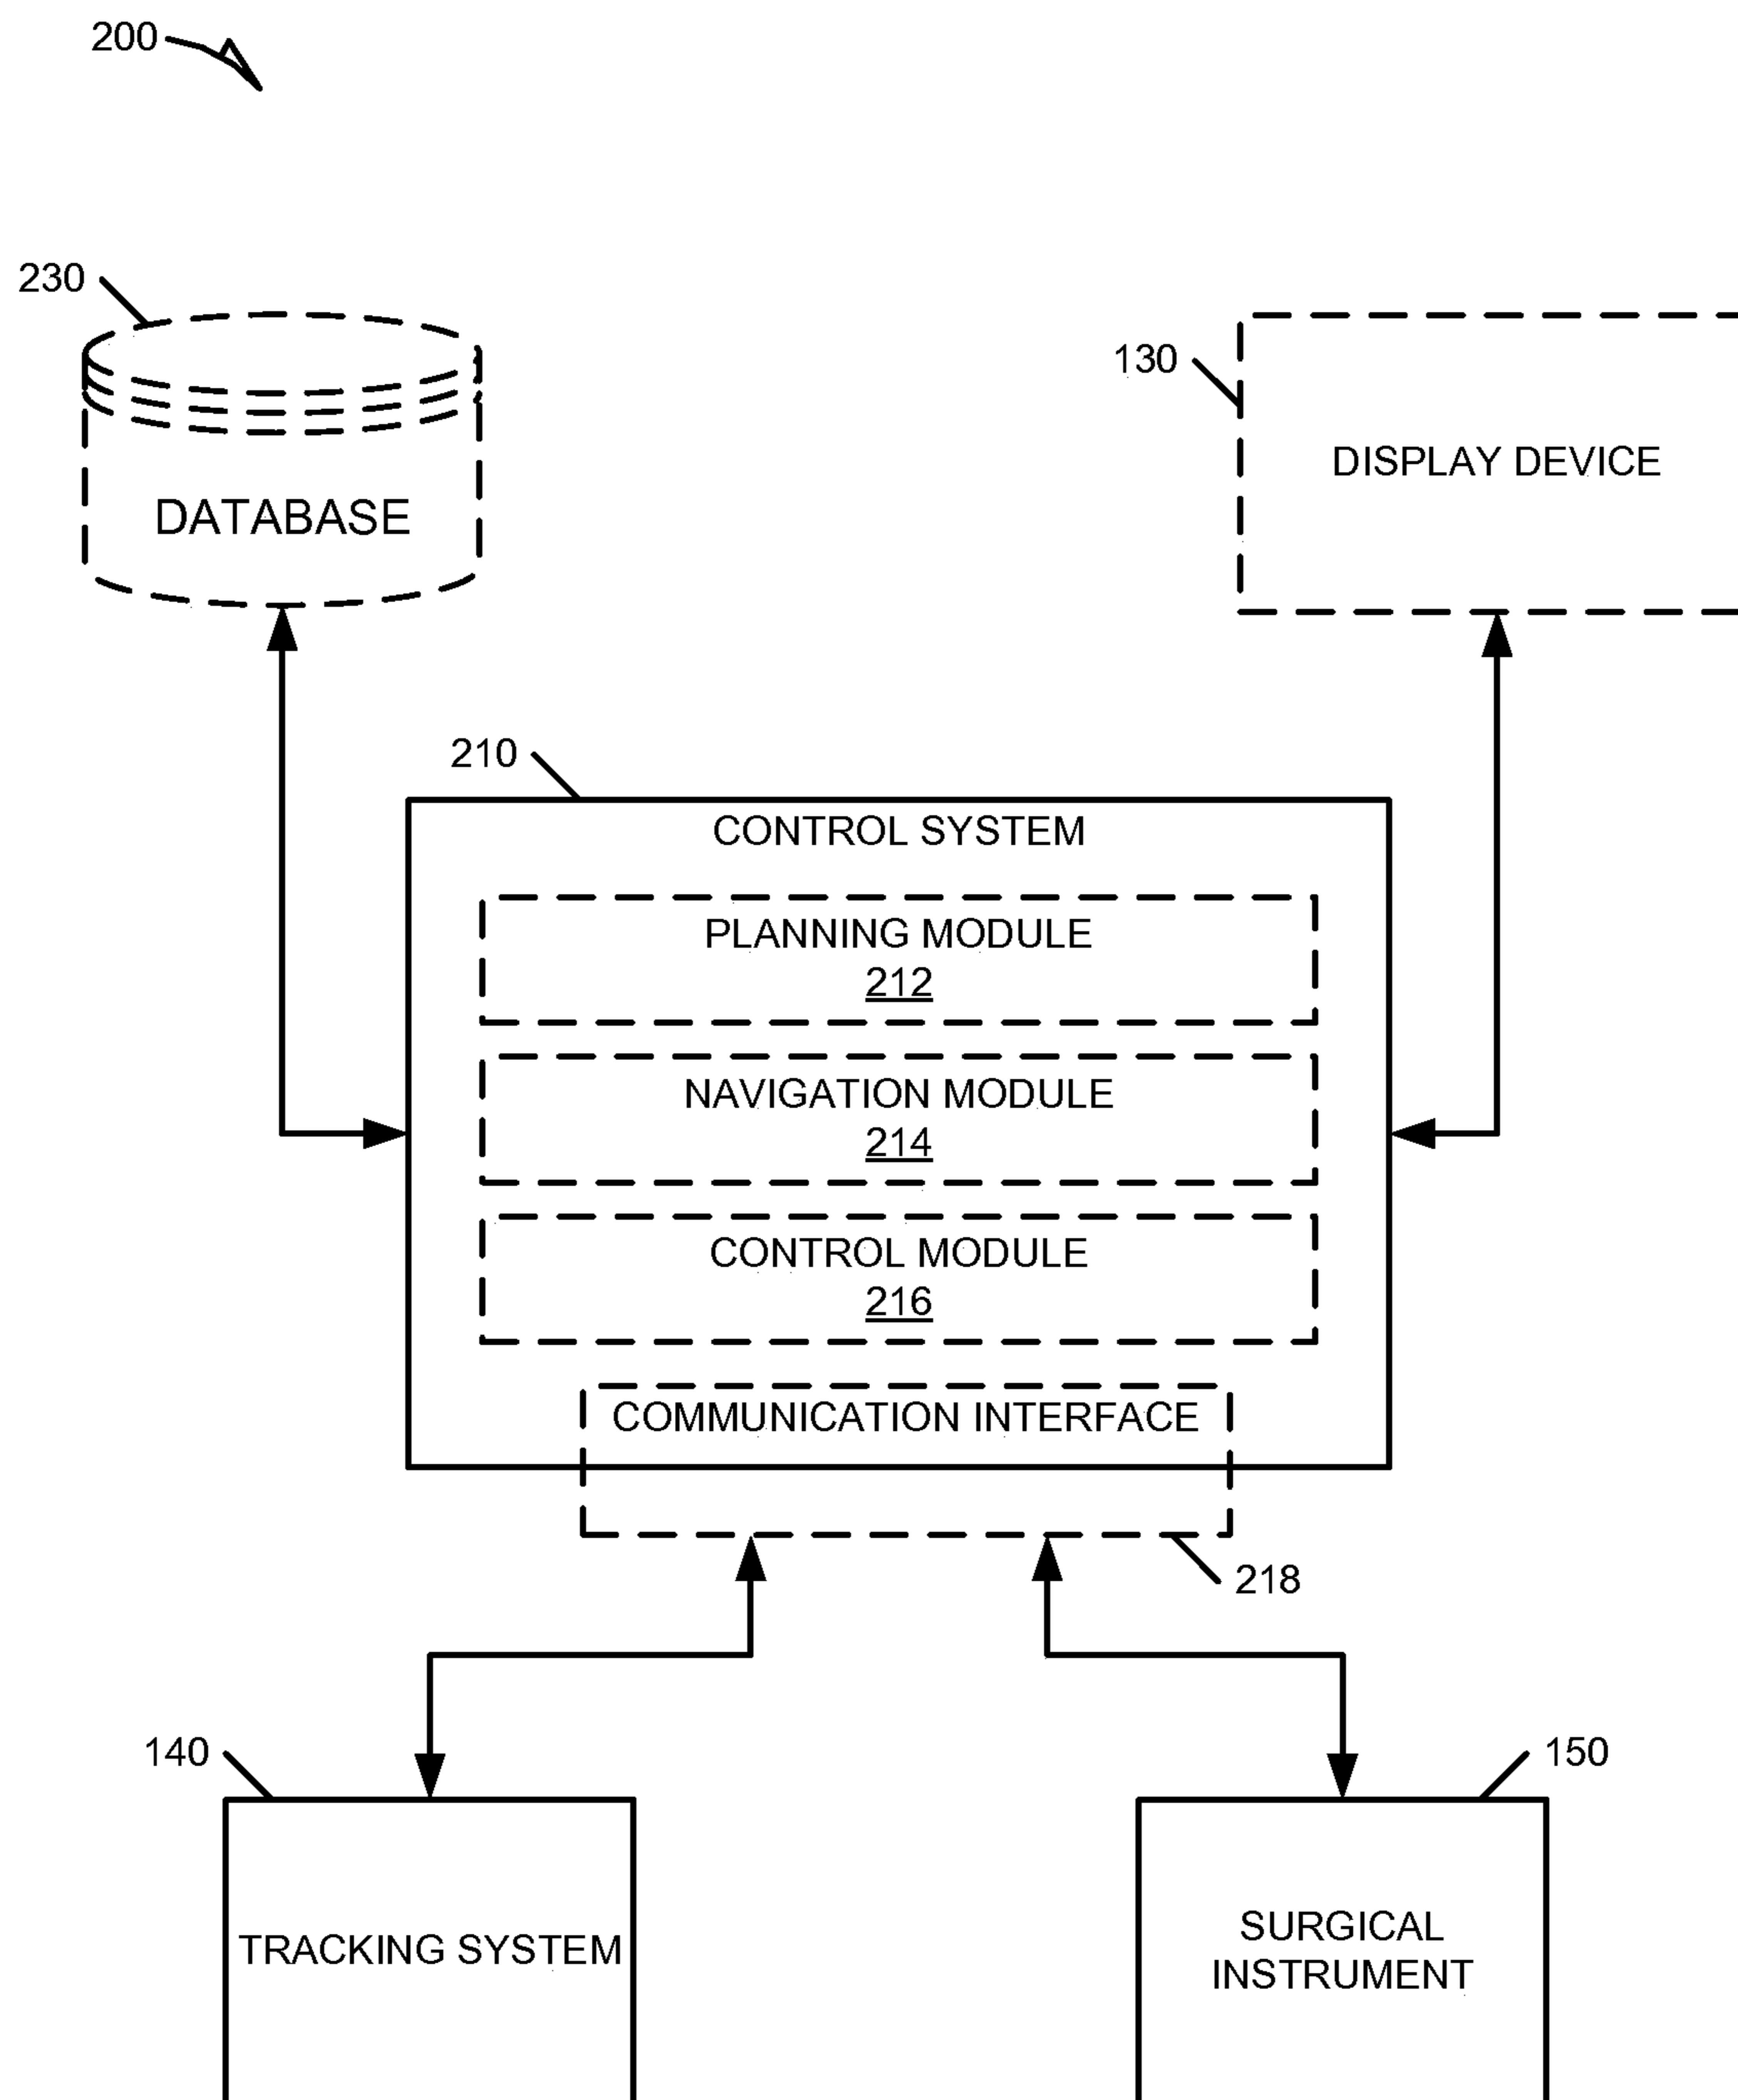 200
230
DATABASE
130
DISPLAY DEVICE
210
CONTROL SYSTEM
PLANNING MODULE
212
NAVIGATION MODULE
214
CONTROL MODULE
216
COMMUNICATION INTERFACE
218
140
TRACKING SYSTEM
150
SURGICAL
INSTRUMENT